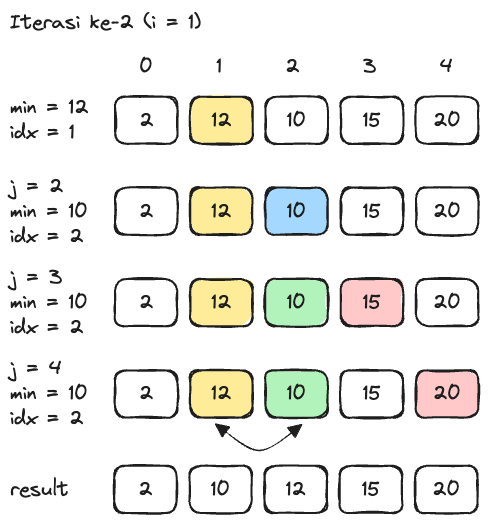 Iterasi ke-2 (i = 1)
0 1 2 3 4
min = 12
idx = 1
2 12 10 15 20
j = 2
min = 10
idx = 2
2 12 10 15 20
j = 3
min = 10
idx = 2
2 12 10 15 20
j = 4
min = 10
idx = 2
2 12 10 15 20
result 2 10 12 15 20